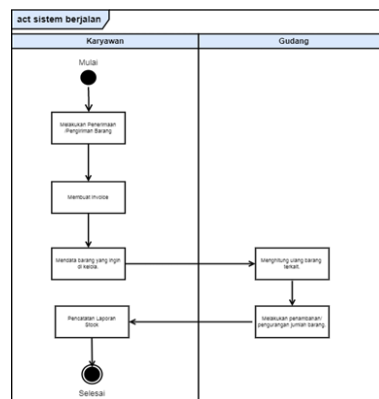 act sistem berjalan
Karyawan
Gudang
Mulai
Melakukan Penerimaan
/Pengiriman Barang
Membuat Invoice
Mendata barang yang ingin
di kelola.
Menghitung ulang barang
terkait.
Melakukan penambahan/
pengurangan jumlah barang.
Pencatatan Laporan
Stock
Selesai